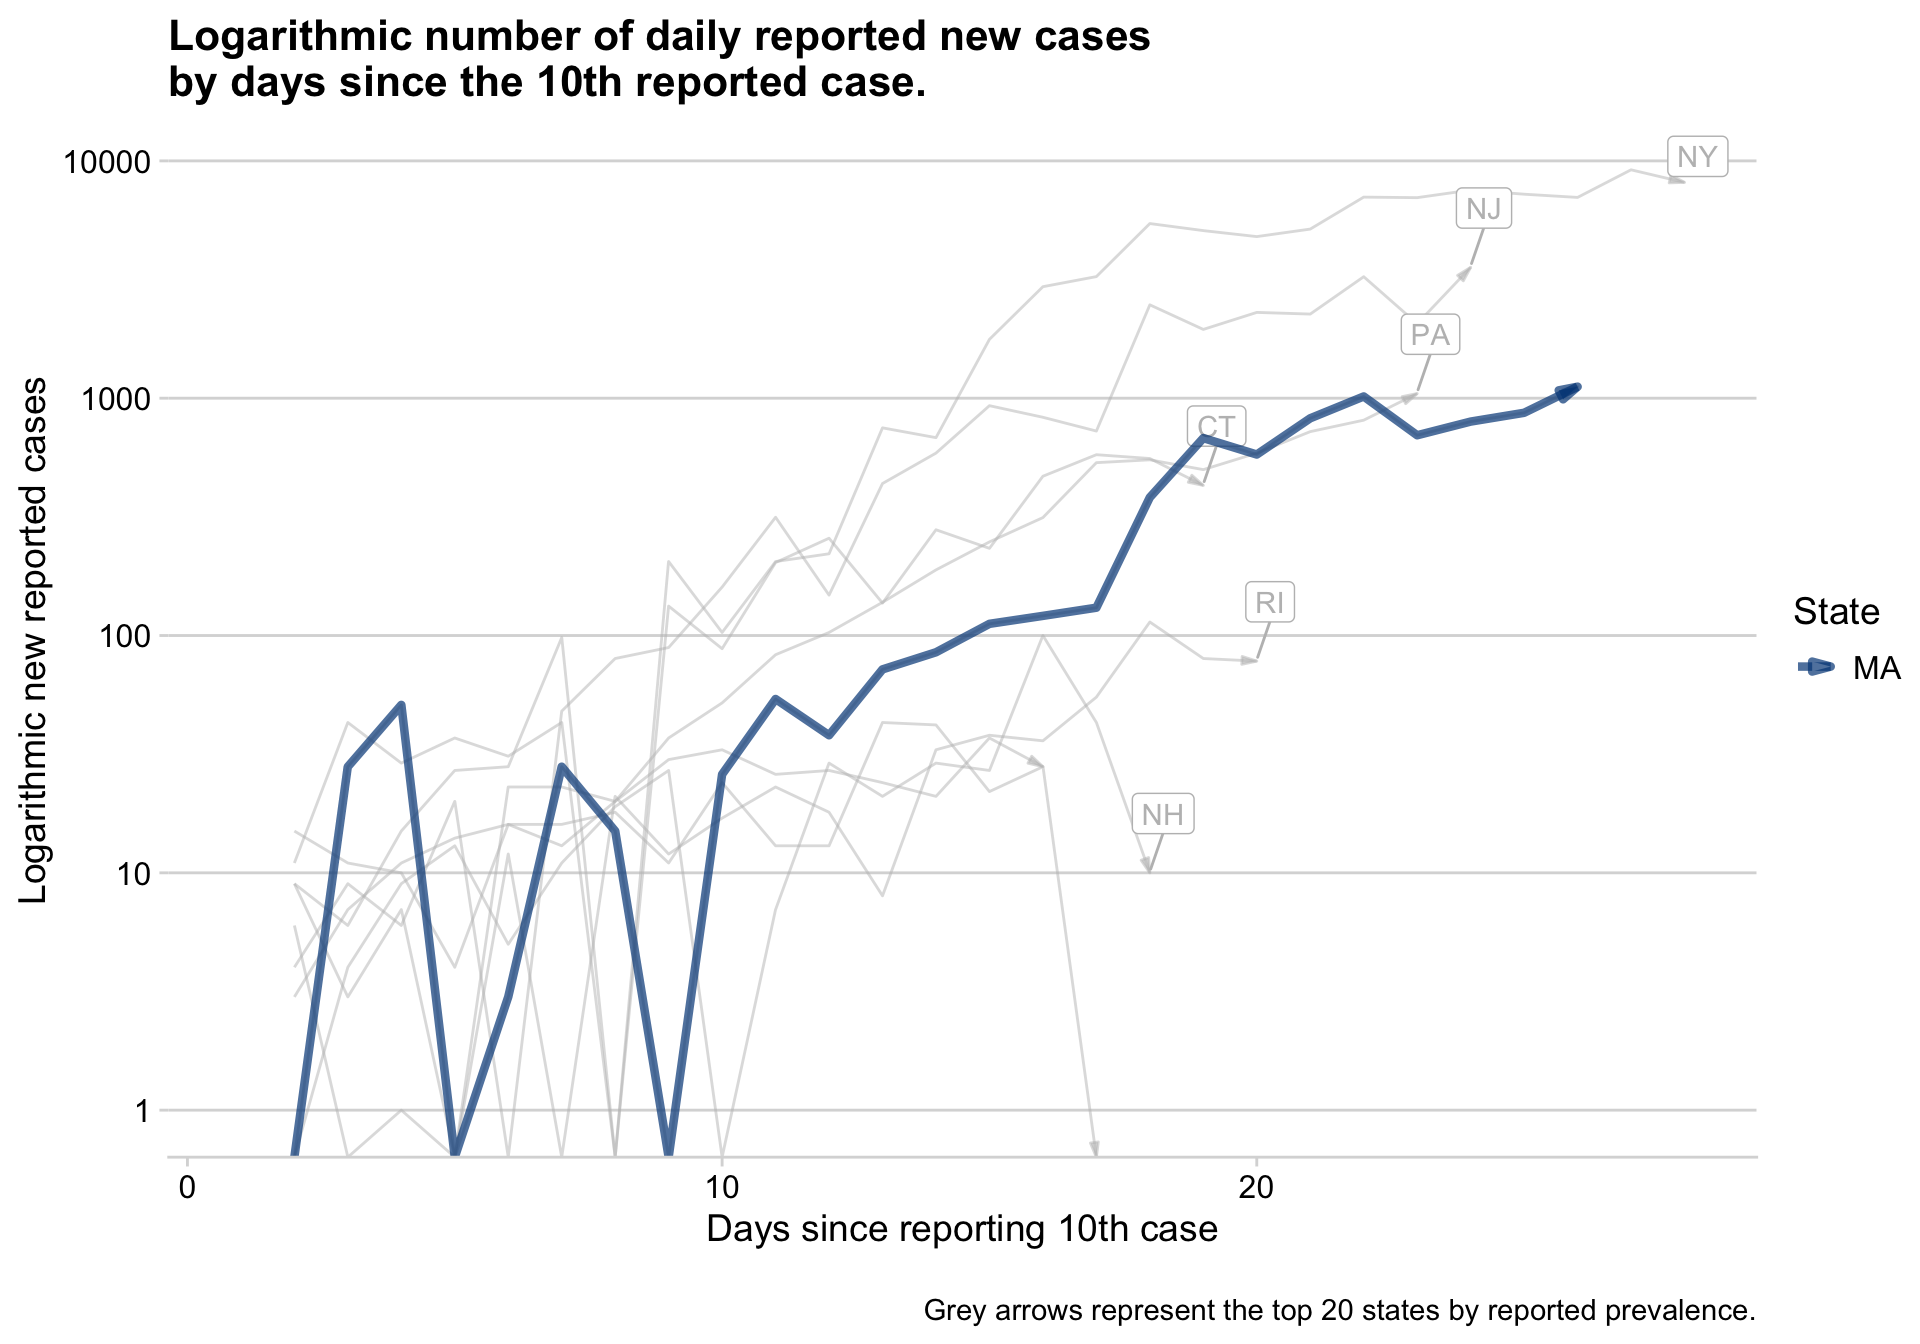 Logarithmic number of daily reported new cases
by days since the 10th reported case.
10000
1000
100
10
1
Logarithmic new reported cases
NY
NJ
PA
CT
RI
NH
State
MA
0
10
20
Days since reporting 10th case
Grey arrows represent the top 20 states by reported prevalence.